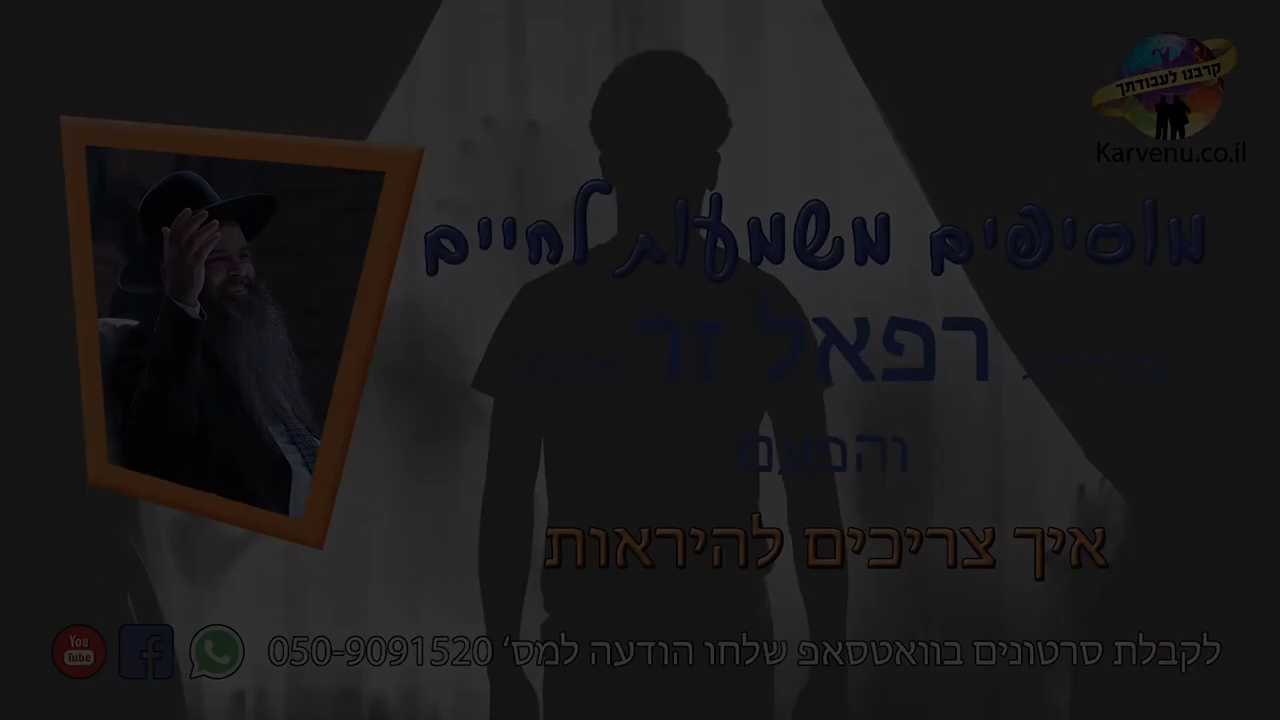 קרבנו לעבודתך
Karvenu.co.il
מוסיפים משמעות לחיים
רפאל זר
והפעם
איך צריכים להיראות
You
Tube
לקבלת סרטונים בוואטסאפ שלחו הודעה למס׳ 050-9091520